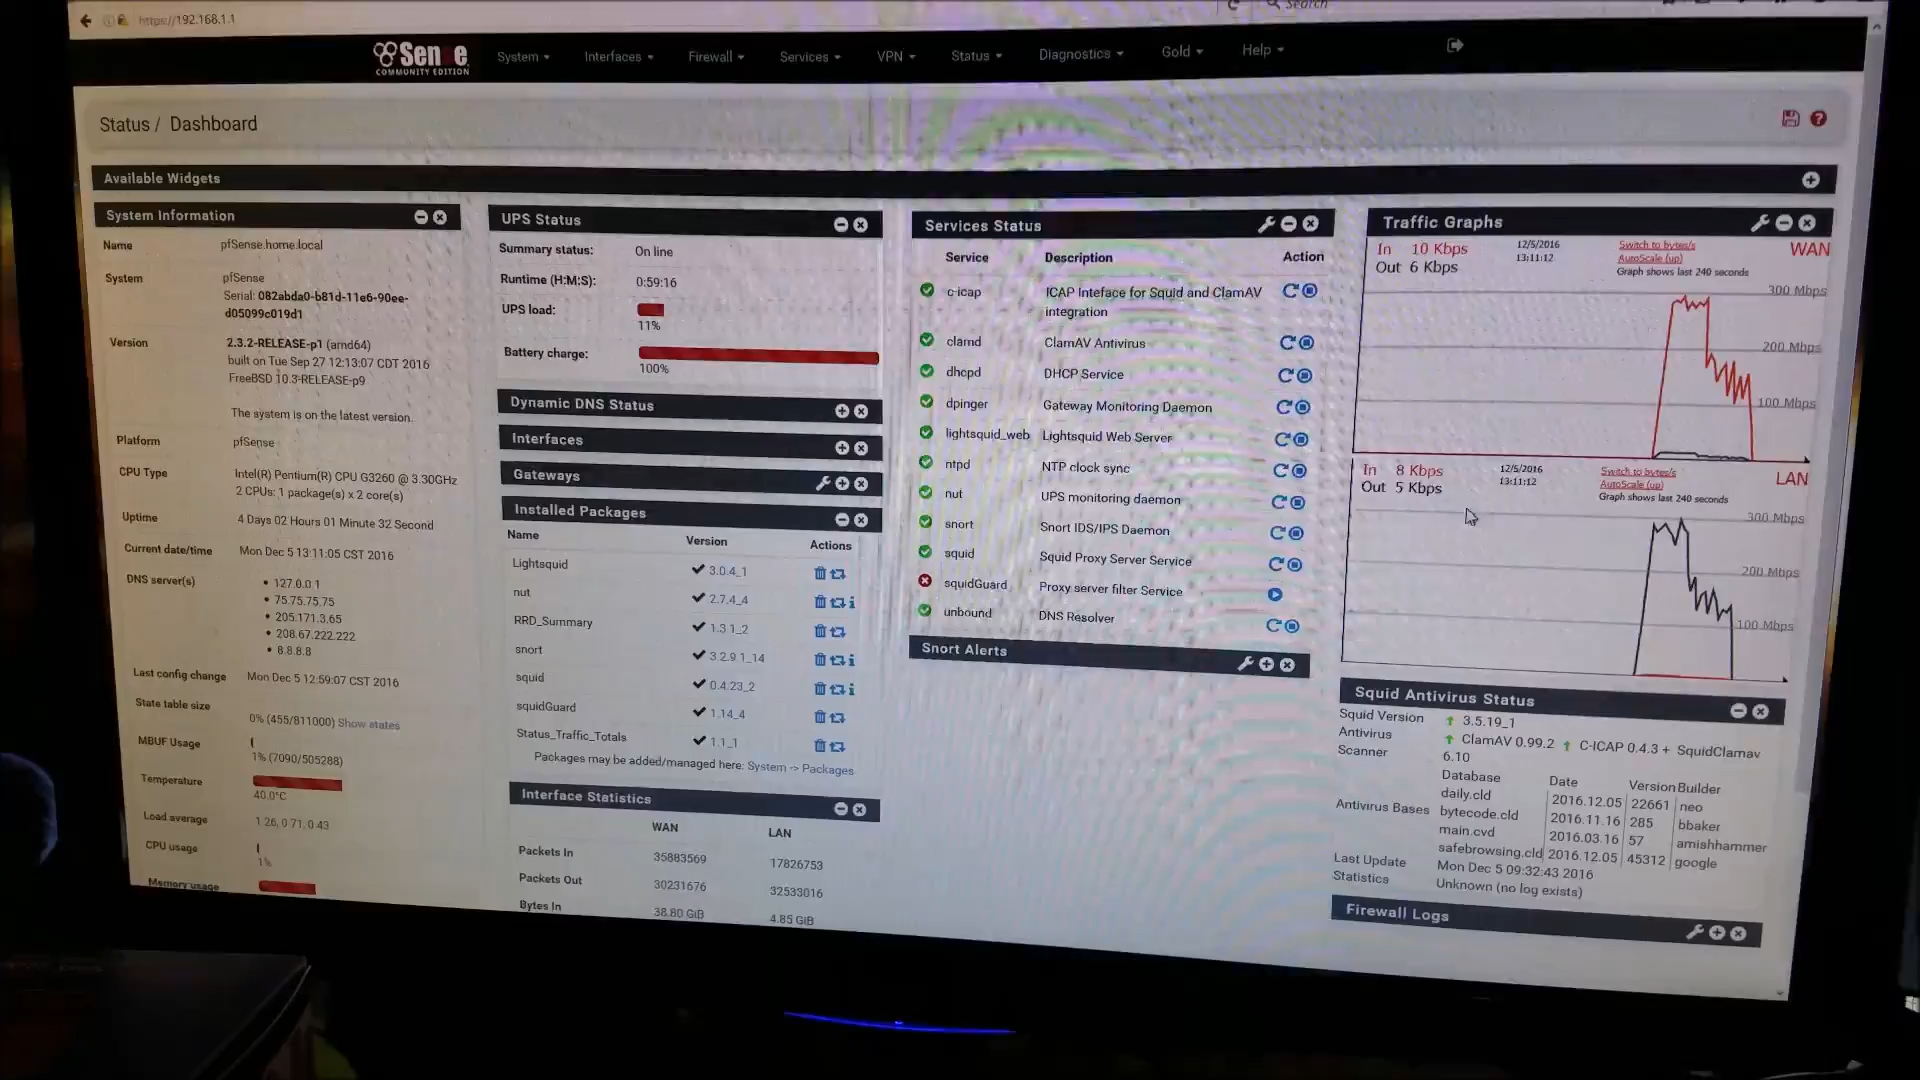 https://192.168.1.1
Search
Sense
COMMUNITY EDITION
System
Interfaces
Firewall
Services
VPN
Status
Diagnostics
Gold
Help
Status / Dashboard
Available Widgets
System Information
Name pfSense.home.local
System pfSense
Serial: 082abda0-b81d-11e6-90ee-
d05099c019d1
Version 2.3.2-RELEASE-p1 (amd64)
built on Tue Sep 27 12:13:07 CDT 2016
FreeBSD 10.3-RELEASE-p9
The system is on the latest version.
Platform pfSense
CPU Type Intel(R) Pentium(R) CPU G3260 @ 3.30GHz
2 CPUs: 1 package(s) x 2 core(s)
Uptime 4 Days 02 Hours 01 Minute 32 Second
Current date/time Mon Dec 5 13:11:05 CST 2016
DNS server(s)
127.0.0.1
75.75.75.75
205.171.3.65
208.67.222.222
8.8.8.8
Last config change Mon Dec 5 12:59:07 CST 2016
State table size 0% (455/811000) Show states
MBUF Usage
1% (7090/505288)
Temperature
40.0°C
Load average 1.26, 0.71, 0.43
CPU usage
1%
Memory usage
UPS Status
Summary status: On line
Runtime (H:M:S): 0:59:16
UPS load:
11%
Battery charge:
100%
Dynamic DNS Status
Interfaces
Gateways
Installed Packages
Name Version Actions
Lightsquid 3.0.4_1
nut 2.7.4_4
RRD_Summary 1.3.1_2
snort 3.2.9.1_14
squid 0.4.23_2
squidGuard 1.14_4
Status_Traffic_Totals 1.1_1
Packages may be added/managed here: System -> Packages
Interface Statistics
WAN LAN
Packets In 35883569 17826753
Packets Out 30231676 32533016
Bytes In 38.80 GiB 4.85 GiB
Services Status
Service Description Action
c-icap ICAP Inteface for Squid and ClamAV
integration
clamd ClamAV Antivirus
dhcpd DHCP Service
dpinger Gateway Monitoring Daemon
lightsquid_web Lightsquid Web Server
ntpd NTP clock sync
nut UPS monitoring daemon
snort Snort IDS/IPS Daemon
squid Squid Proxy Server Service
squidGuard Proxy server filter Service
unbound DNS Resolver
Snort Alerts
Traffic Graphs
In 10 Kbps 12/5/2016 Switch to bytes/s WAN
Out 6 Kbps 13:11:12 AutoScale (up)
Graph shows last 240 seconds
300 Mbps
200 Mbps
100 Mbps
In 8 Kbps 12/5/2016 Switch to bytes/s LAN
Out 5 Kbps 13:11:12 AutoScale (up)
Graph shows last 240 seconds
300 Mbps
200 Mbps
100 Mbps
Squid Antivirus Status
Squid Version 3.5.19_1
Antivirus Scanner ClamAV 0.99.2 C-ICAP 0.4.3 + SquidClamav
6.10
Antivirus Bases
Database Date Version Builder
daily.cld 2016.12.05 22661 neo
bytecode.cld 2016.11.16 285 bbaker
main.cvd 2016.03.16 57 amishhammer
safebrowsing.cld 2016.12.05 45312 google
Last Update Mon Dec 5 09:32:43 2016
Statistics Unknown (no log exists)
Firewall Logs